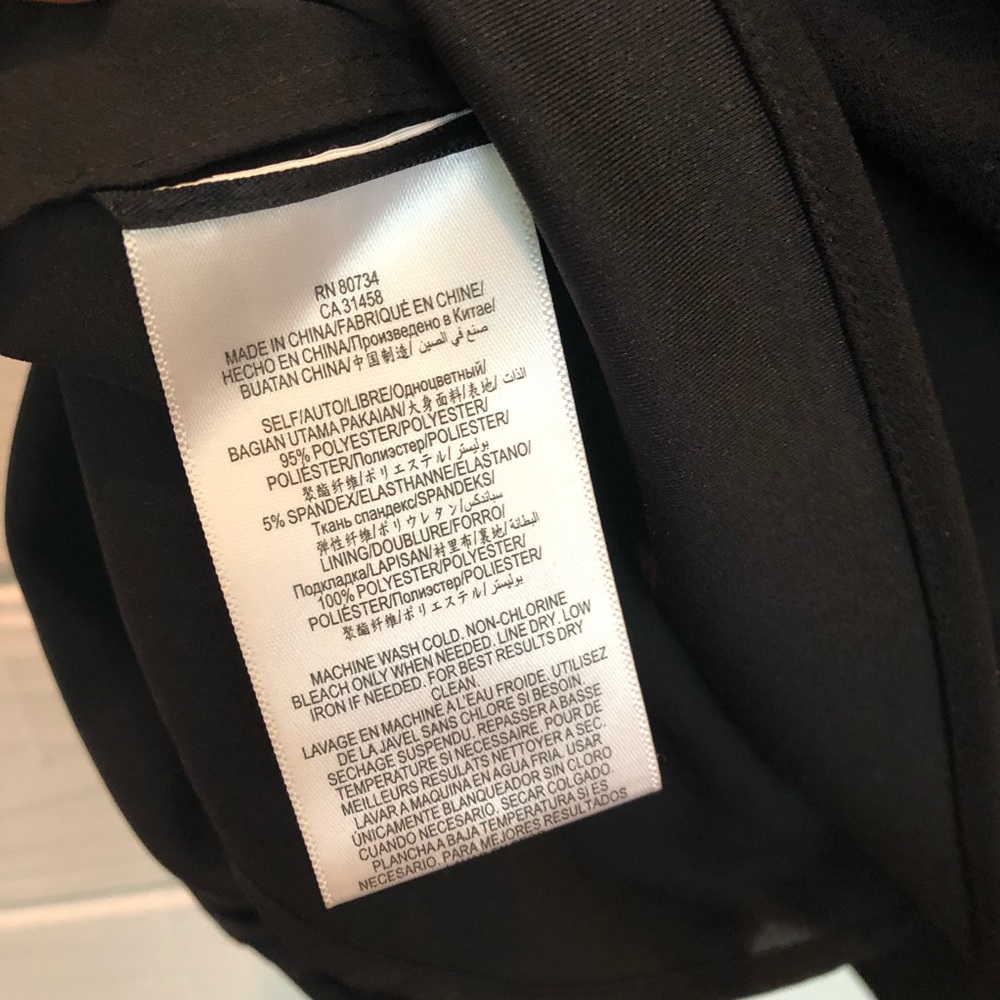 RN 80734
CA 31458
MADE IN CHINA/FABRIQUÉ EN CHINE/
HECHO EN CHINA/Произведено в Китае/
BUATAN CHINA/中国制造/ صنع في الصين/
SELF/AUTO/LIBRE/Одноцветный/
BAGIAN UTAMA PAKAIAN/大身面料/表地/ الذات
95% POLYESTER/POLYESTER/
POLIÉSTER/Полиэстер/POLIESTER/
聚酯纤维/ポリエステル/ بوليستر
5% SPANDEX/ELASTHANNE/ELASTANO/
Ткань спандекс/SPANDEKS/
弹性纤维/ポリウレタン/ سباندكس
LINING/DOUBLURE/FORRO/
Подкладка/LAPISAN/衬里布/裏地/ البطانة
100% POLYESTER/POLYESTER/
POLIÉSTER/Полиэстер/POLIESTER/
聚酯纤维/ポリエステル/ بوليستر
MACHINE WASH COLD. NON-CHLORINE
BLEACH ONLY WHEN NEEDED. LINE DRY. LOW
IRON IF NEEDED. FOR BEST RESULTS DRY
CLEAN.
LAVAGE EN MACHINE A L'EAU FROIDE. UTILISEZ
DE LA JAVEL SANS CHLORE SI BESOIN.
SECHAGE SUSPENDU. REPASSER A BASSE
TEMPERATURE SI NECESSAIRE. POUR DE
MEILLEURS RESULATS NETTOYER A SEC.
LAVAR A MAQUINA EN AGUA FRIA. USAR
ÚNICAMENTE BLANQUEADOR SIN CLORO
CUANDO NECESARIO. SECAR COLGADO.
PLANCHA A BAJA TEMPERATURA SI ES
NECESARIO. PARA MEJORES RESULTADOS